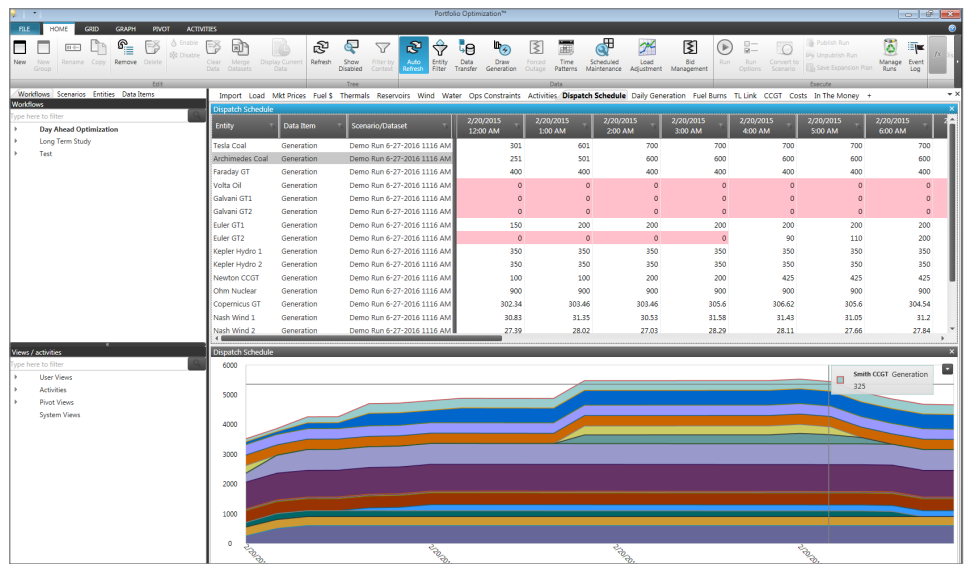 Portfolio Optimization™
FILE HOME GRID GRAPH PIVOT ACTIVITIES
New New Group Rename Copy Remove Delete Enable Disable Clear Data Merge Datasets Display Current Data Refresh Show Disabled Filter by Context Auto Refresh Entity Filter Data Transfer Draw Generation Forced Outage Time Patterns Scheduled Maintenance Load Adjustment Bid Management Run Run Options Convert to Scenario Publish Run Unpublish Run Save Expansion Plan Manage Runs Event Log
Edit Tree Data Execute
Workflows Scenarios Entities Data Items
Import Load Mkt Prices Fuel $ Thermals Reservoirs Wind Water Ops Constraints Activities Dispatch Schedule Daily Generation Fuel Burns TL Link CCGT Costs In The Money +
Workflows
Type here to filter
Day Ahead Optimization
Long Term Study
Test
Dispatch Schedule
Entity Data Item Scenario/Dataset 2/20/2015 12:00 AM 2/20/2015 1:00 AM 2/20/2015 2:00 AM 2/20/2015 3:00 AM 2/20/2015 4:00 AM 2/20/2015 5:00 AM 2/20/2015 6:00 AM
Tesla Coal Generation Demo Run 6-27-2016 1116 AM 301 601 700 700 700 700 700
Archimedes Coal Generation Demo Run 6-27-2016 1116 AM 251 501 600 600 600 600 600
Faraday GT Generation Demo Run 6-27-2016 1116 AM 400 400 400 400 400 400 400
Volta Oil Generation Demo Run 6-27-2016 1116 AM 0 0 0 0 0 0 0
Galvani GT1 Generation Demo Run 6-27-2016 1116 AM 0 0 0 0 0 0 0
Galvani GT2 Generation Demo Run 6-27-2016 1116 AM 0 0 0 0 0 0 0
Euler GT1 Generation Demo Run 6-27-2016 1116 AM 150 200 200 200 200 200 200
Euler GT2 Generation Demo Run 6-27-2016 1116 AM 0 0 0 0 90 110 200
Kepler Hydro 1 Generation Demo Run 6-27-2016 1116 AM 350 350 350 350 350 350 350
Kepler Hydro 2 Generation Demo Run 6-27-2016 1116 AM 350 350 350 350 350 350 350
Newton CCGT Generation Demo Run 6-27-2016 1116 AM 100 100 200 200 425 425 425
Ohm Nuclear Generation Demo Run 6-27-2016 1116 AM 900 900 900 900 900 900 900
Copernicus GT Generation Demo Run 6-27-2016 1116 AM 302.34 303.46 303.46 305.6 306.62 305.6 304.54
Nash Wind 1 Generation Demo Run 6-27-2016 1116 AM 30.83 31.35 30.53 31.58 31.43 31.05 31.2
Nash Wind 2 Generation Demo Run 6-27-2016 1116 AM 27.39 28.02 27.03 28.29 28.11 27.66 27.84
Views / activities
Type here to filter
User Views
Activities
Pivot Views
System Views
Dispatch Schedule
6000
5000
4000
3000
2000
1000
0
Smith CCGT Generation
325